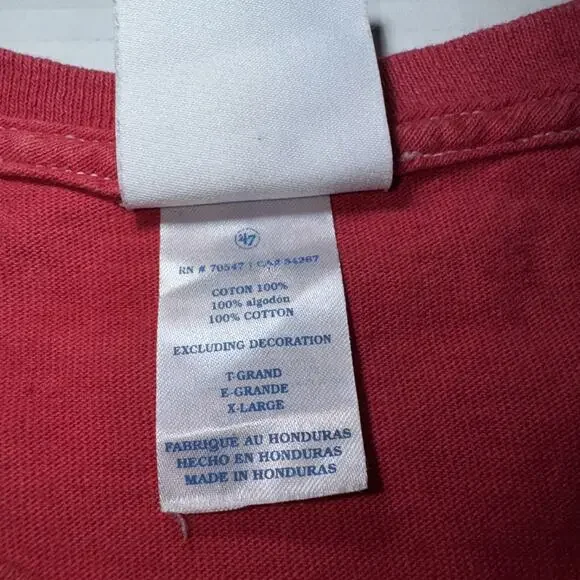 '47
RN # 70547 | CA# 54267
COTON 100%
100% algodón
100% COTTON
EXCLUDING DECORATION
T-GRAND
E-GRANDE
X-LARGE
FABRIQUE AU HONDURAS
HECHO EN HONDURAS
MADE IN HONDURAS